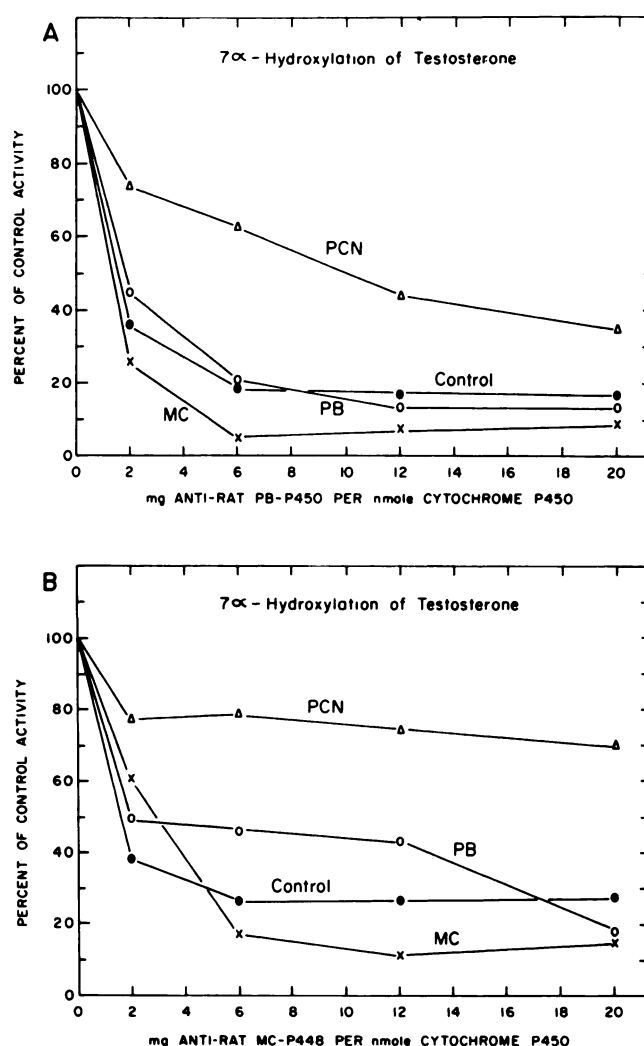 A
7α - Hydroxylation of Testosterone
PERCENT OF CONTROL ACTIVITY
100
80
60
40
20
0
PCN
Control
PB
MC
0 2 4 6 8 10 12 14 16 18 20
mg ANTI-RAT PB-P450 PER nmole CYTOCHROME P450
B
7α - Hydroxylation of Testosterone
PERCENT OF CONTROL ACTIVITY
100
80
60
40
20
0
PCN
PB
Control
MC
0 2 4 6 8 10 12 14 16 18 20
mg ANTI-RAT MC-P448 PER nmole CYTOCHROME P450